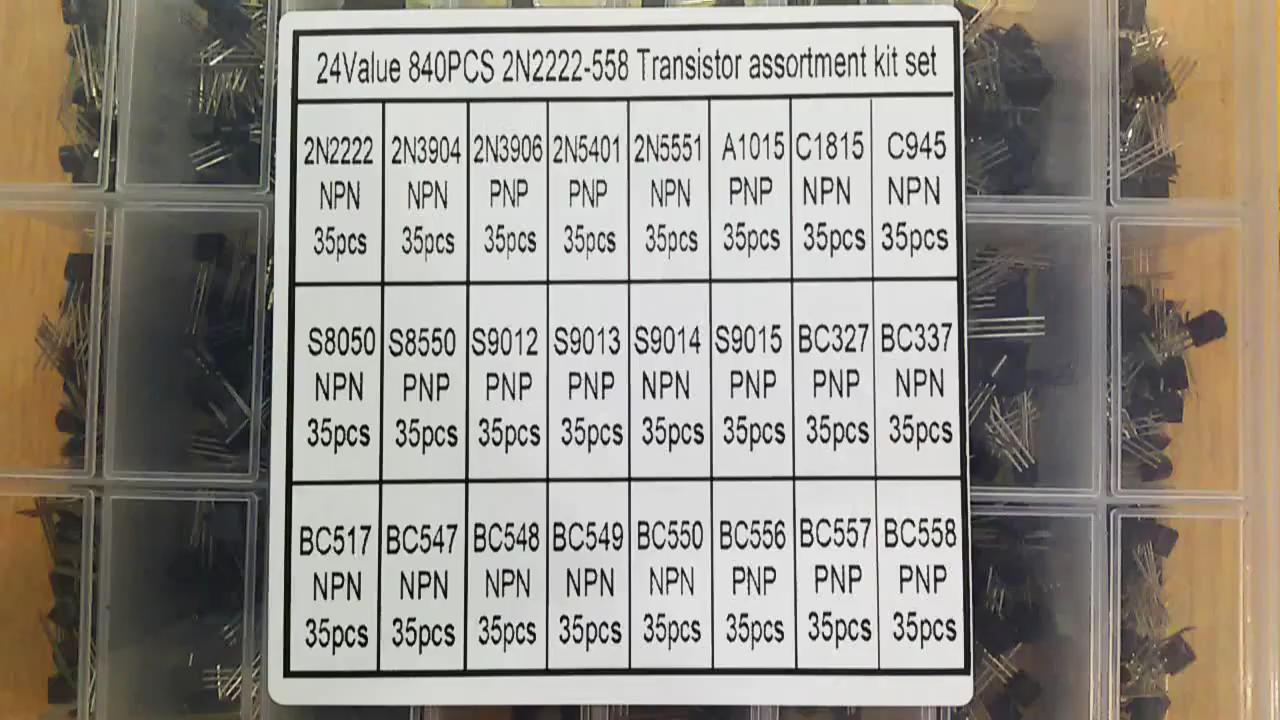 24Value 840PCS 2N2222-558 Transistor assortment kit set
2N2222 2N3904 2N3906 2N5401 2N5551 A1015 C1815 C945
NPN NPN PNP PNP NPN PNP NPN NPN
35pcs 35pcs 35pcs 35pcs 35pcs 35pcs 35pcs 35pcs
S8050 S8550 S9012 S9013 S9014 S9015 BC327 BC337
NPN PNP PNP PNP NPN PNP PNP NPN
35pcs 35pcs 35pcs 35pcs 35pcs 35pcs 35pcs 35pcs
BC517 BC547 BC548 BC549 BC550 BC556 BC557 BC558
NPN NPN NPN NPN NPN PNP PNP PNP
35pcs 35pcs 35pcs 35pcs 35pcs 35pcs 35pcs 35pcs